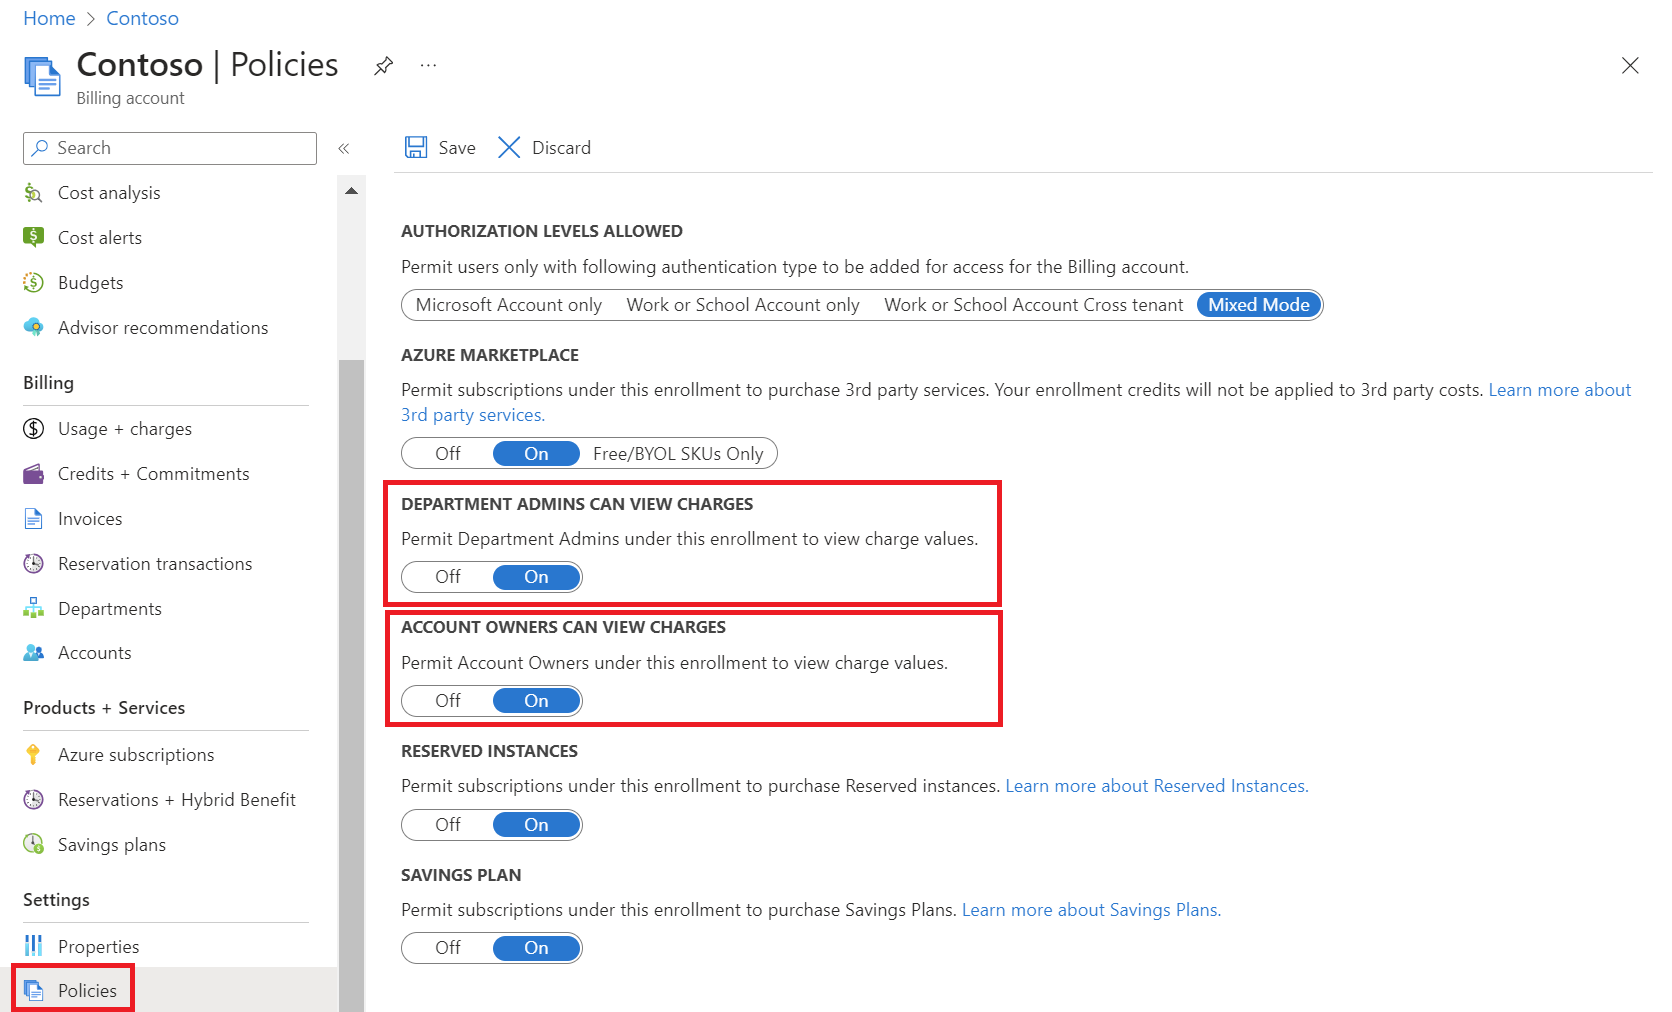 Home > Contoso
Contoso | Policies ...
Billing account
Search «
Cost analysis
Cost alerts
Budgets
Advisor recommendations
Billing
Usage + charges
Credits + Commitments
Invoices
Reservation transactions
Departments
Accounts
Products + Services
Azure subscriptions
Reservations + Hybrid Benefit
Savings plans
Settings
Properties
Policies
Save Discard
AUTHORIZATION LEVELS ALLOWED
Permit users only with following authentication type to be added for access for the Billing account.
Microsoft Account only Work or School Account only Work or School Account Cross tenant Mixed Mode
AZURE MARKETPLACE
Permit subscriptions under this enrollment to purchase 3rd party services. Your enrollment credits will not be applied to 3rd party costs. Learn more about
3rd party services.
Off On Free/BYOL SKUs Only
DEPARTMENT ADMINS CAN VIEW CHARGES
Permit Department Admins under this enrollment to view charge values.
Off On
ACCOUNT OWNERS CAN VIEW CHARGES
Permit Account Owners under this enrollment to view charge values.
Off On
RESERVED INSTANCES
Permit subscriptions under this enrollment to purchase Reserved instances. Learn more about Reserved Instances.
Off On
SAVINGS PLAN
Permit subscriptions under this enrollment to purchase Savings Plans. Learn more about Savings Plans.
Off On